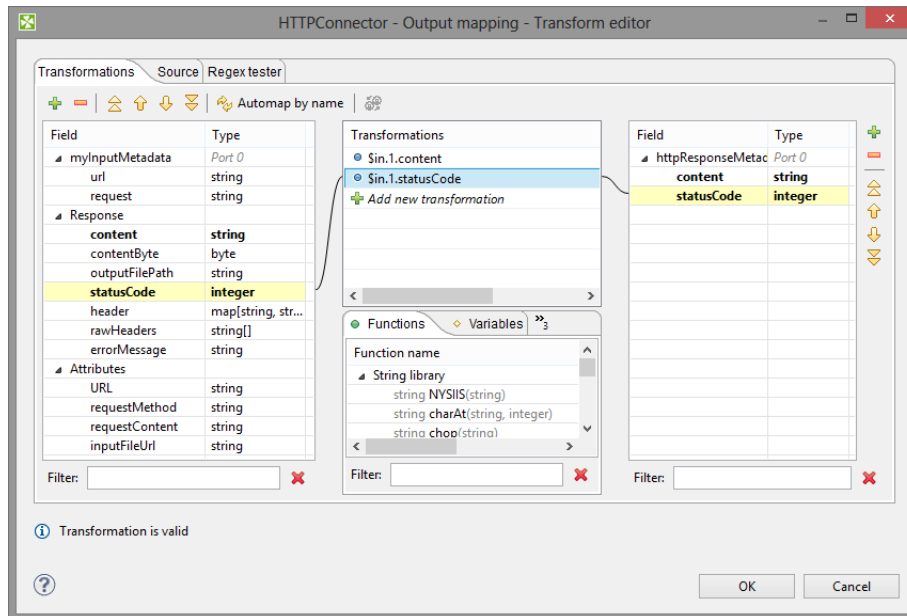 HTTPConnector - Output mapping - Transform editor
Transformations Source Regex tester
Automap by name
Field Type
myInputMetadata Port 0
url string
request string
Response
content string
contentByte byte
outputFilePath string
statusCode integer
header map[string, str...
rawHeaders string[]
errorMessage string
Attributes
URL string
requestMethod string
requestContent string
inputFileUrl string
Filter:
Transformations
$in.1.content
$in.1.statusCode
Add new transformation
Functions Variables »3
Function name
String library
string NYSIIS(string)
string charAt(string, integer)
string chop(string)
Filter:
Field Type
httpResponseMetad Port 0
content string
statusCode integer
Filter:
Transformation is valid
OK Cancel